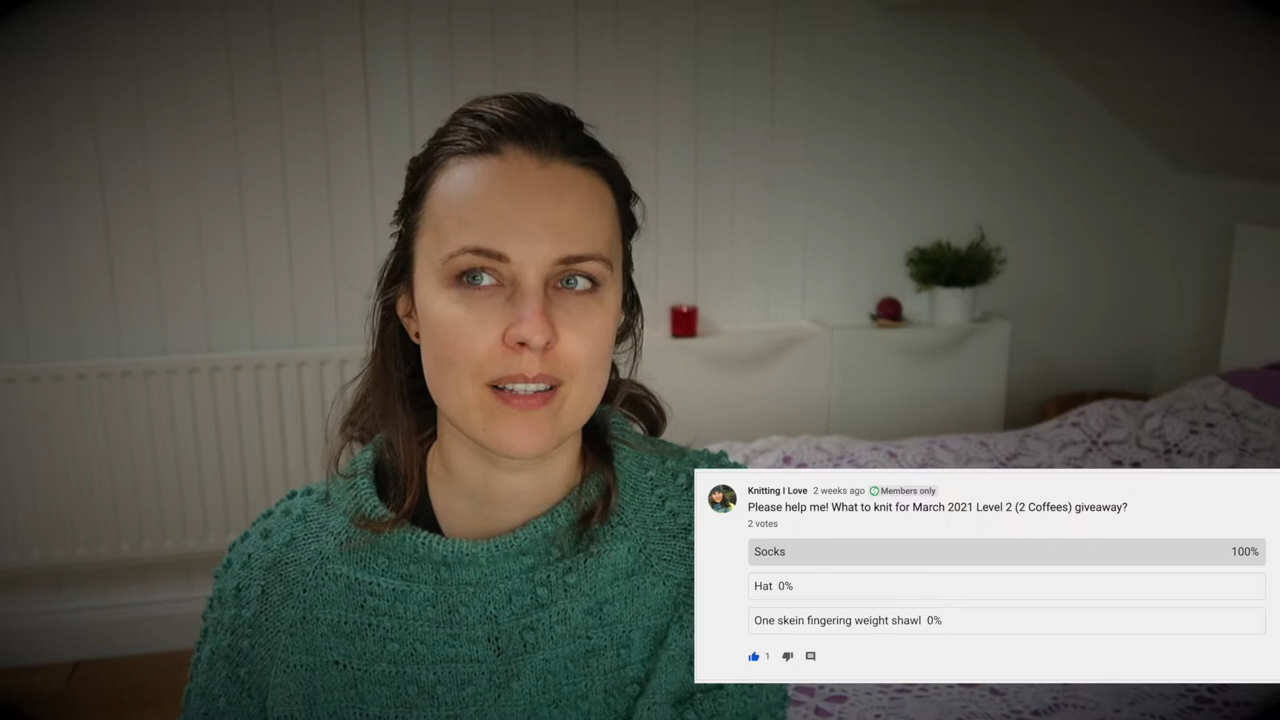 Knitting I Love 2 weeks ago Members only
Please help me! What to knit for March 2021 Level 2 (2 Coffees) giveaway?
2 votes
Socks 100%
Hat 0%
One skein fingering weight shawl 0%
1